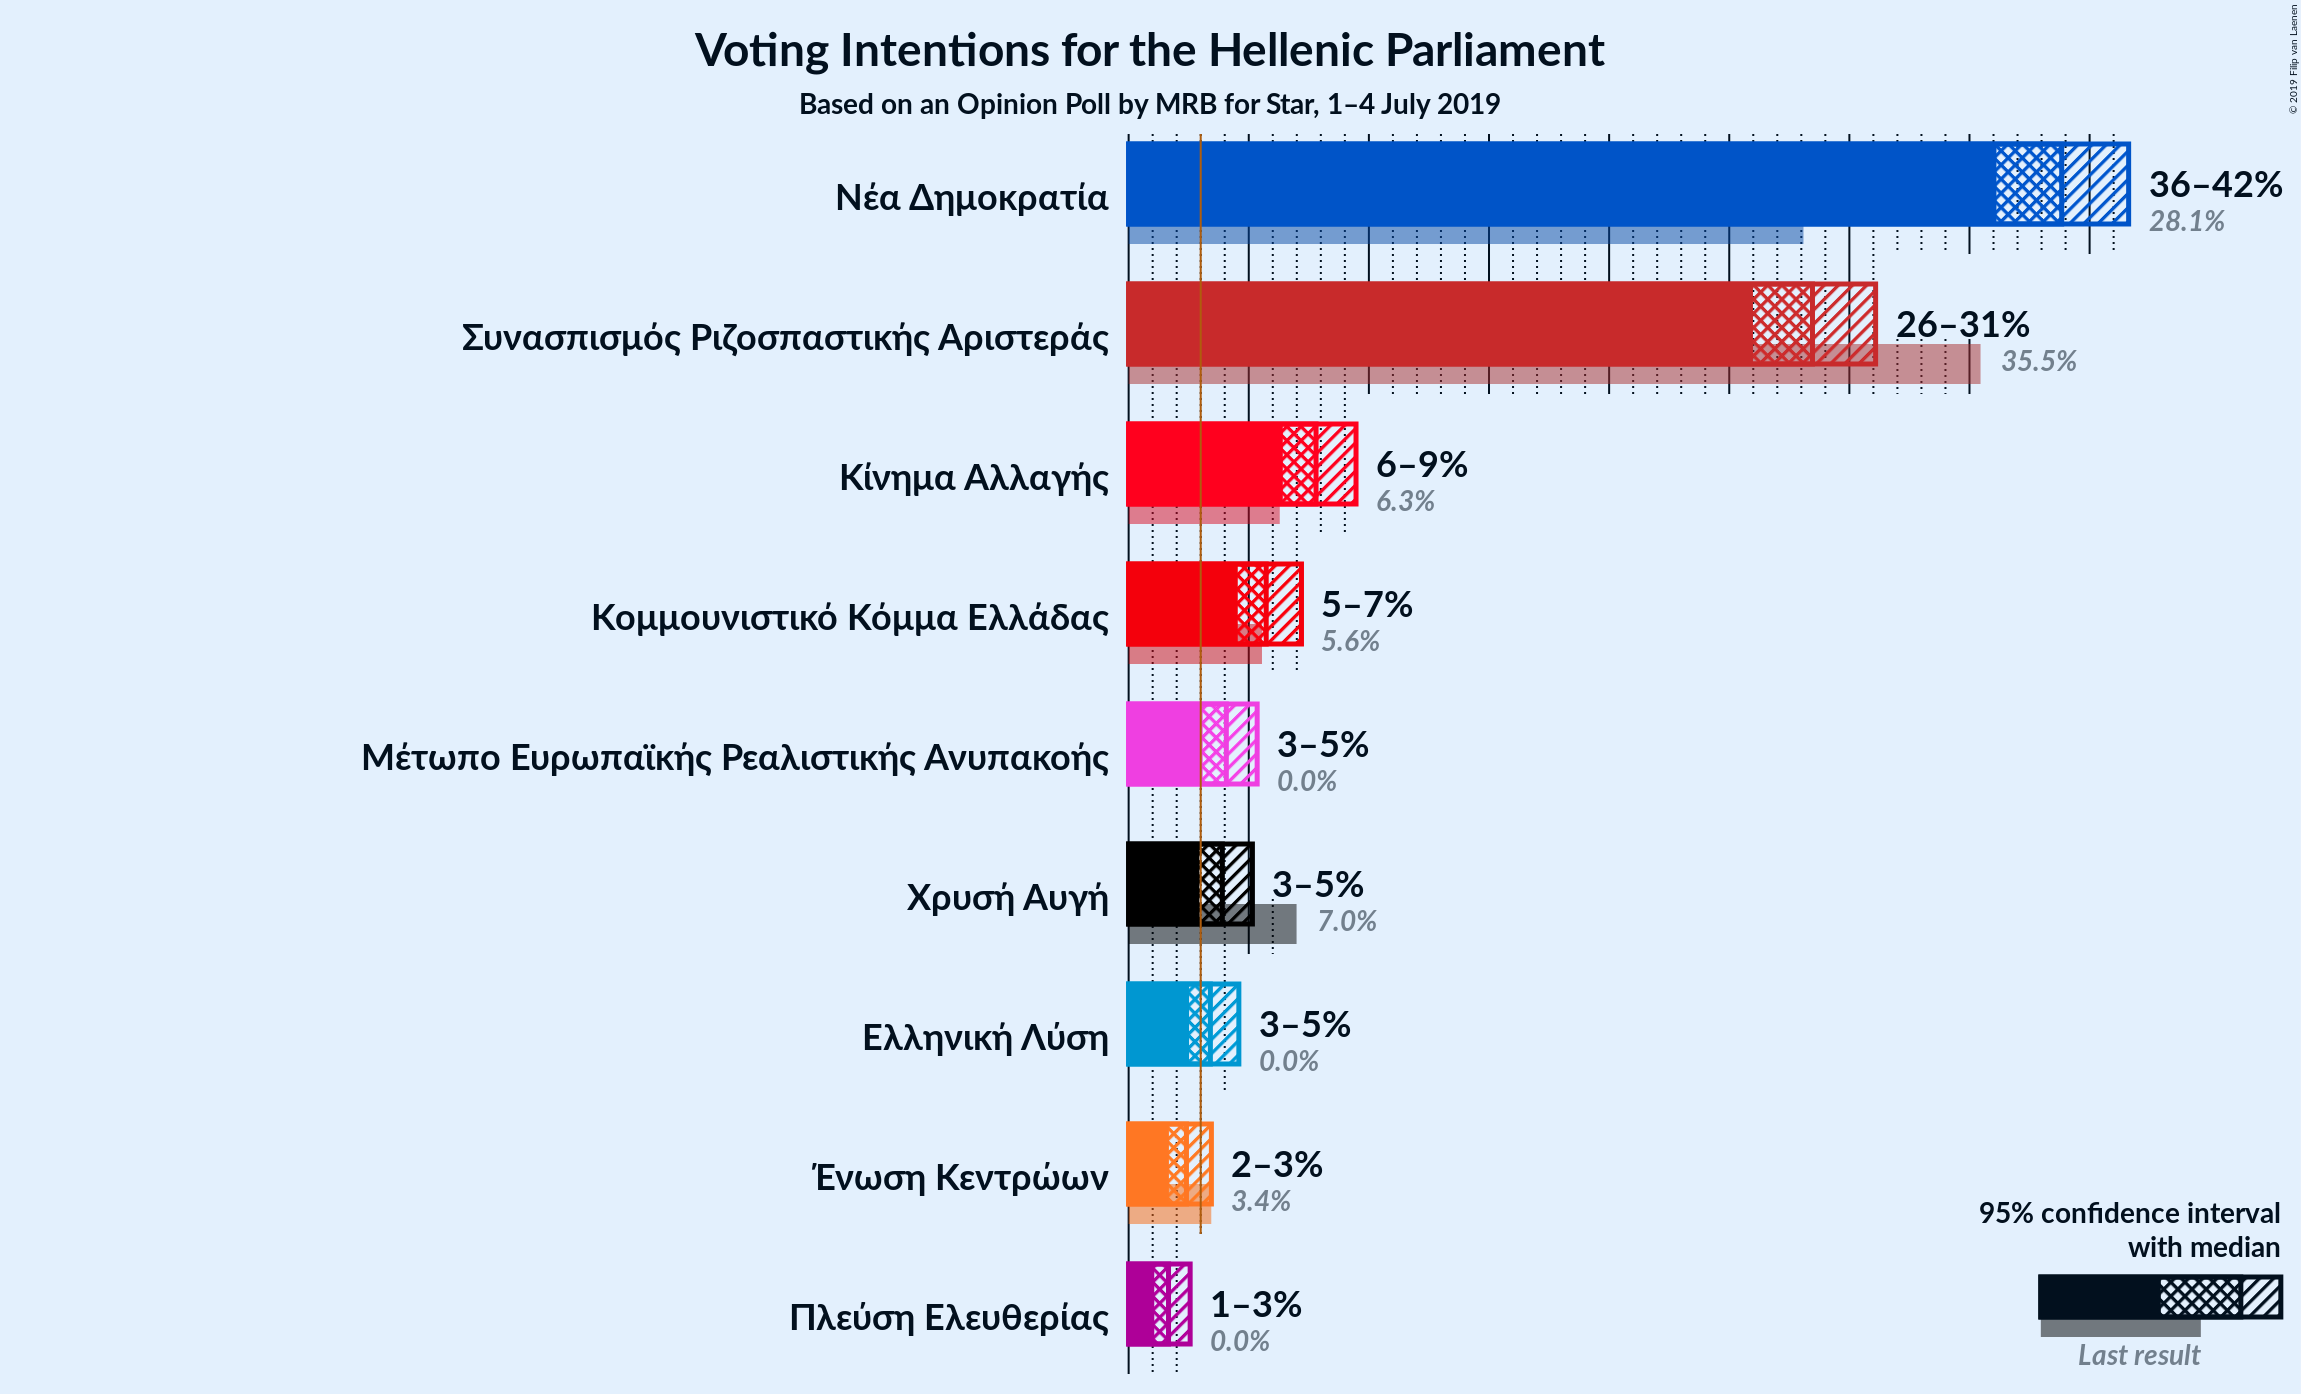 Voting Intentions for the Hellenic Parliament
Based on an Opinion Poll by MRB for Star, 1–4 July 2019
© 2019 Filip van Laenen
Νέα Δημοκρατία
36–42%
28.1%
Συνασπισμός Ριζοσπαστικής Αριστεράς
26–31%
35.5%
Κίνημα Αλλαγής
6–9%
6.3%
Κομμουνιστικό Κόμμα Ελλάδας
5–7%
5.6%
Μέτωπο Ευρωπαϊκής Ρεαλιστικής Ανυπακοής
3–5%
0.0%
Χρυσή Αυγή
3–5%
7.0%
Ελληνική Λύση
3–5%
0.0%
Ένωση Κεντρώων
2–3%
3.4%
Πλεύση Ελευθερίας
1–3%
0.0%
95% confidence interval
with median
Last result